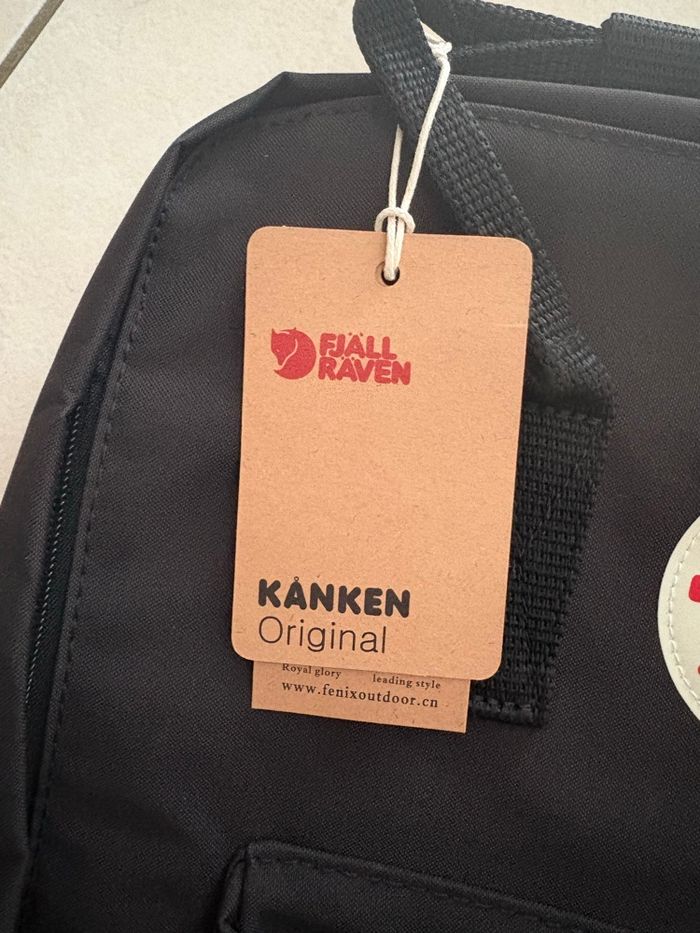 FJÄLL
RÄVEN
KÅNKEN
Original
Royal glory leading style
www.fenixoutdoor.cn